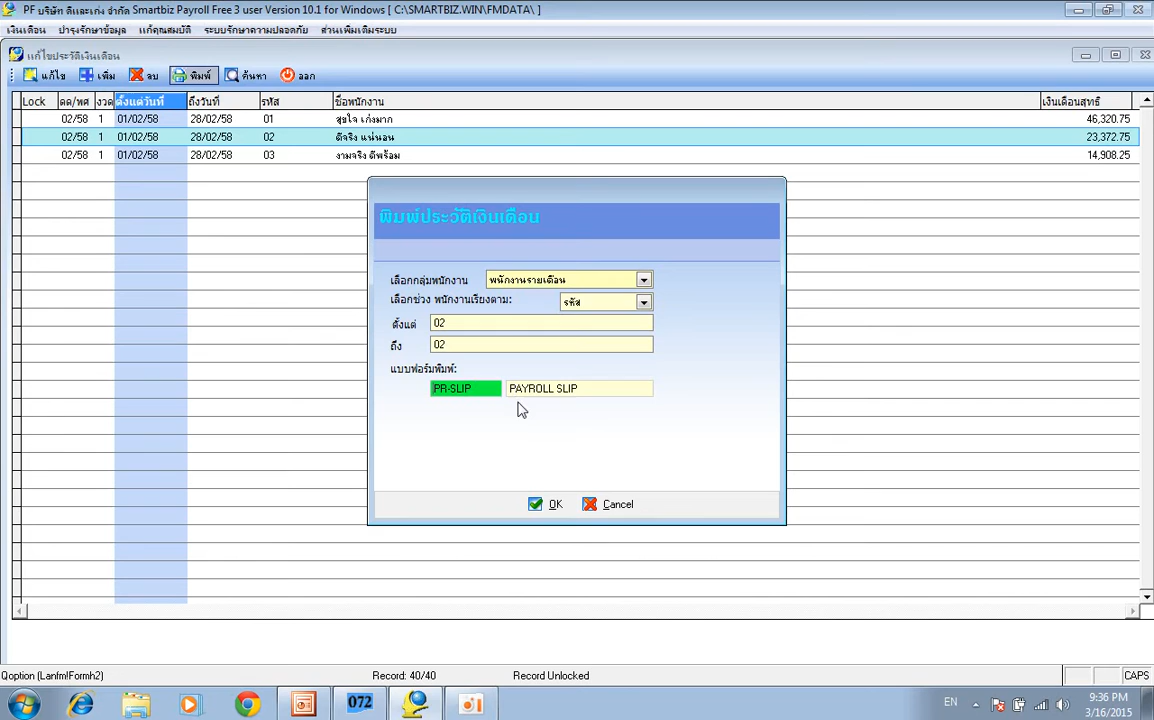 PF บริษัท ดีและเก่ง จำกัด Smartbiz Payroll Free 3 user Version 10.1 for Windows [ C:\SMARTBIZ.WIN\FMDATA\ ]
เงินเดือน บำรุงรักษาข้อมูล แก้คุณสมบัติ ระบบรักษาความปลอดภัย ส่วนเพิ่มเติมระบบ
แก้ไขประวัติเงินเดือน
แก้ไข เพิ่ม ลบ พิมพ์ ค้นหา ออก
Lock ดด/พศ งวด ตั้งแต่วันที่ ถึงวันที่ รหัส ชื่อพนักงาน เงินเดือนสุทธิ
02/58 1 01/02/58 28/02/58 01 สุขใจ เก่งมาก 46,320.75
02/58 1 01/02/58 28/02/58 02 ดีจริง แน่นอน 23,372.75
02/58 1 01/02/58 28/02/58 03 งามจริง ดีพร้อม 14,908.25
พิมพ์ประวัติเงินเดือน
เลือกกลุ่มพนักงาน พนักงานรายเดือน
เลือกช่วง พนักงานเรียงตาม: รหัส
ตั้งแต่ 02
ถึง 02
แบบฟอร์มพิมพ์:
PR-SLIP PAYROLL SLIP
OK Cancel
Qoption (Lanfm!Formh2) Record: 40/40 Record Unlocked CAPS
072 EN 9:36 PM
3/16/2015